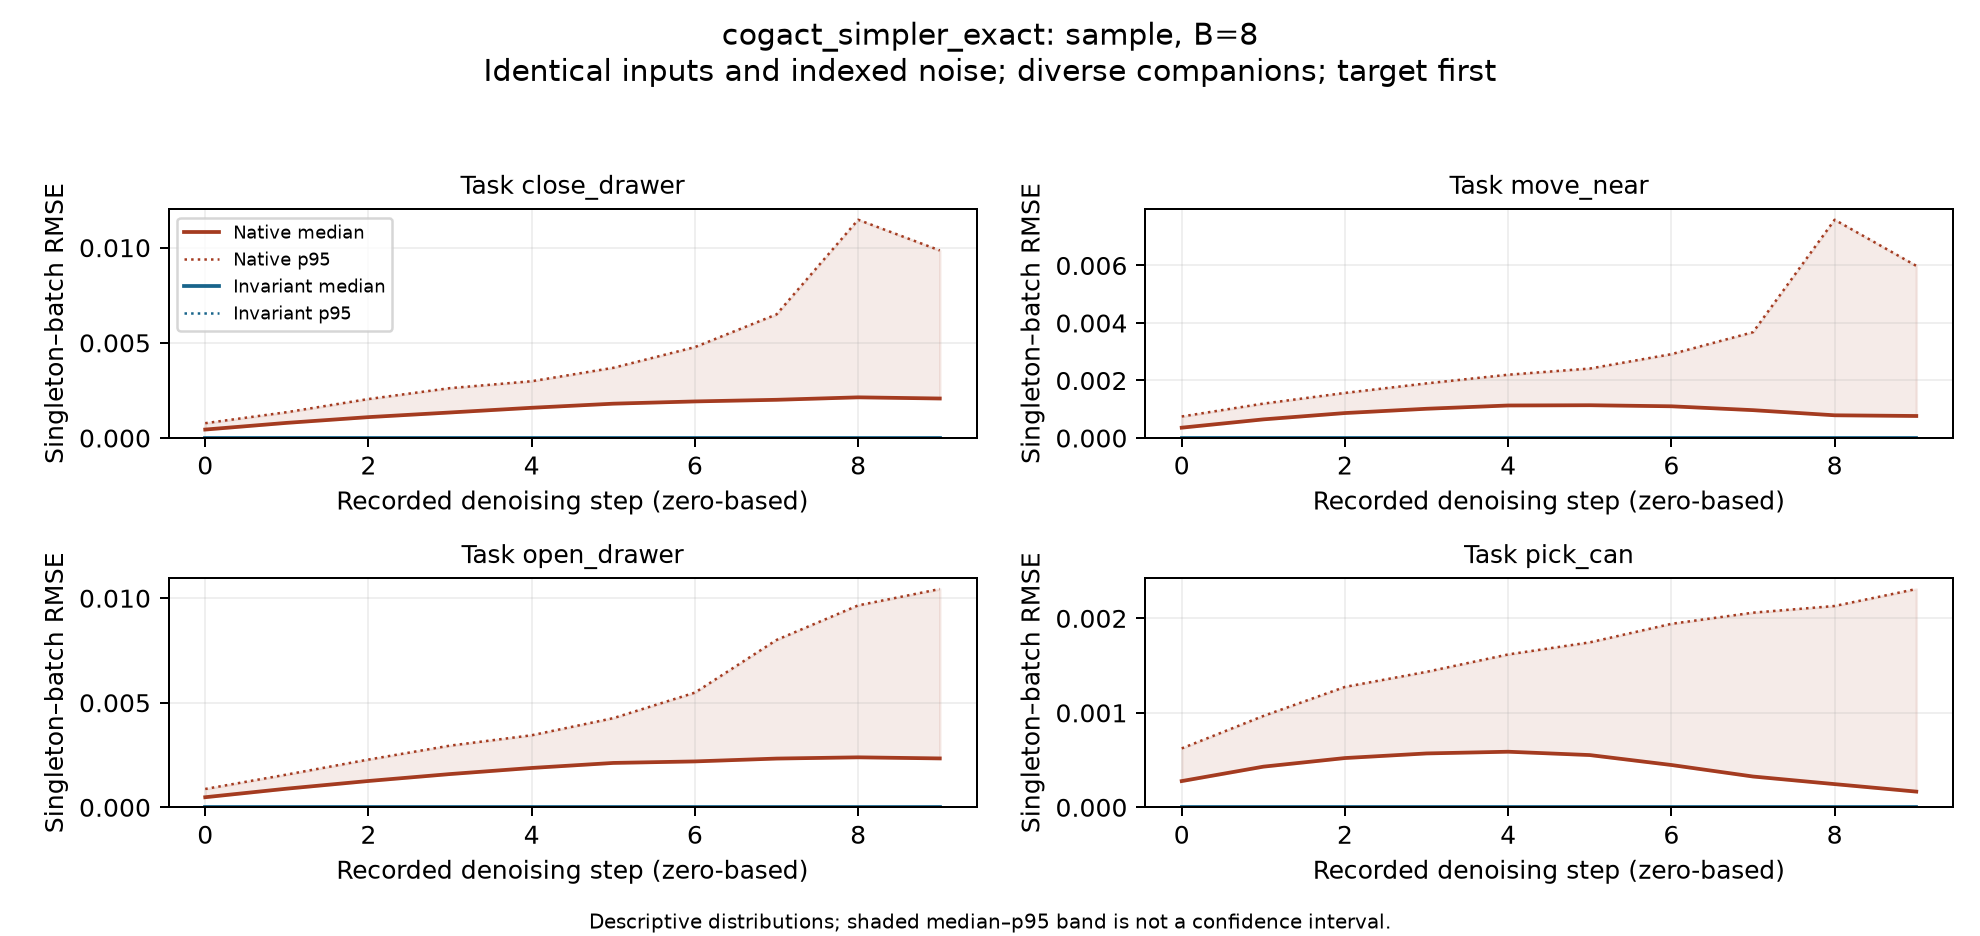 cogact_simpler_exact: sample, B=8
Identical inputs and indexed noise; diverse companions; target first
Task close_drawer
Singleton–batch RMSE
0.010
0.005
0.000
Native median
Native p95
Invariant median
Invariant p95
0 2 4 6 8
Recorded denoising step (zero-based)
Task move_near
Singleton–batch RMSE
0.006
0.004
0.002
0.000
0 2 4 6 8
Recorded denoising step (zero-based)
Task open_drawer
Singleton–batch RMSE
0.010
0.005
0.000
0 2 4 6 8
Recorded denoising step (zero-based)
Task pick_can
Singleton–batch RMSE
0.002
0.001
0.000
0 2 4 6 8
Recorded denoising step (zero-based)
Descriptive distributions; shaded median–p95 band is not a confidence interval.